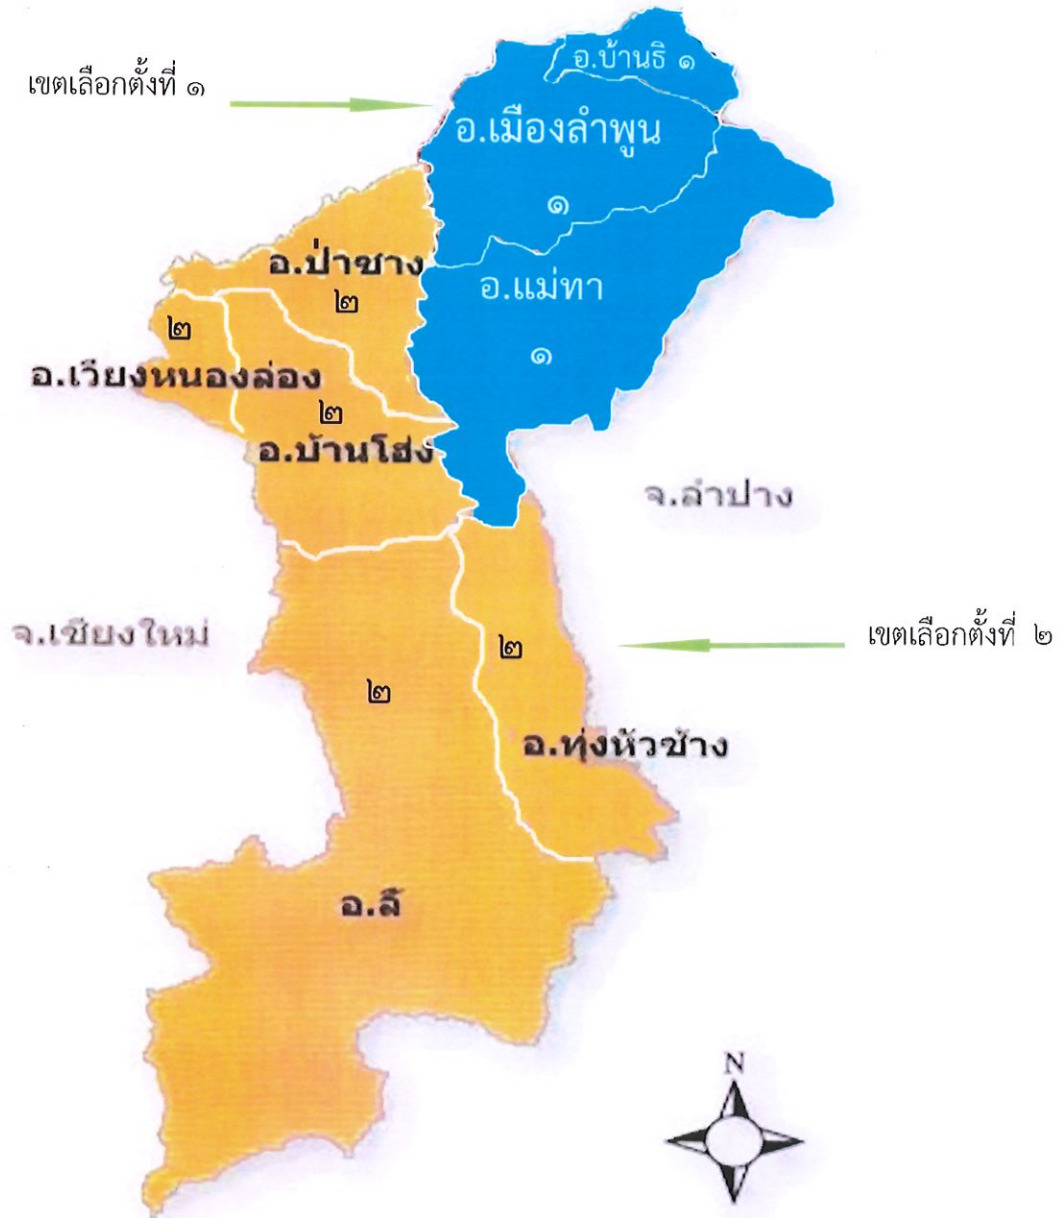 อ.บ้านธิ ๑
เขตเลือกตั้งที่ ๑
อ.เมืองลำพูน
๑
อ.ป่าซาง
๒
อ.แม่ทา
๑
๒
อ.เวียงหนองล่อง
๒
อ.บ้านโฮ่ง
จ.ลำปาง
จ.เชียงใหม่
๒
เขตเลือกตั้งที่ ๒
๒
อ.ทุ่งหัวช้าง
อ.ลี้
N